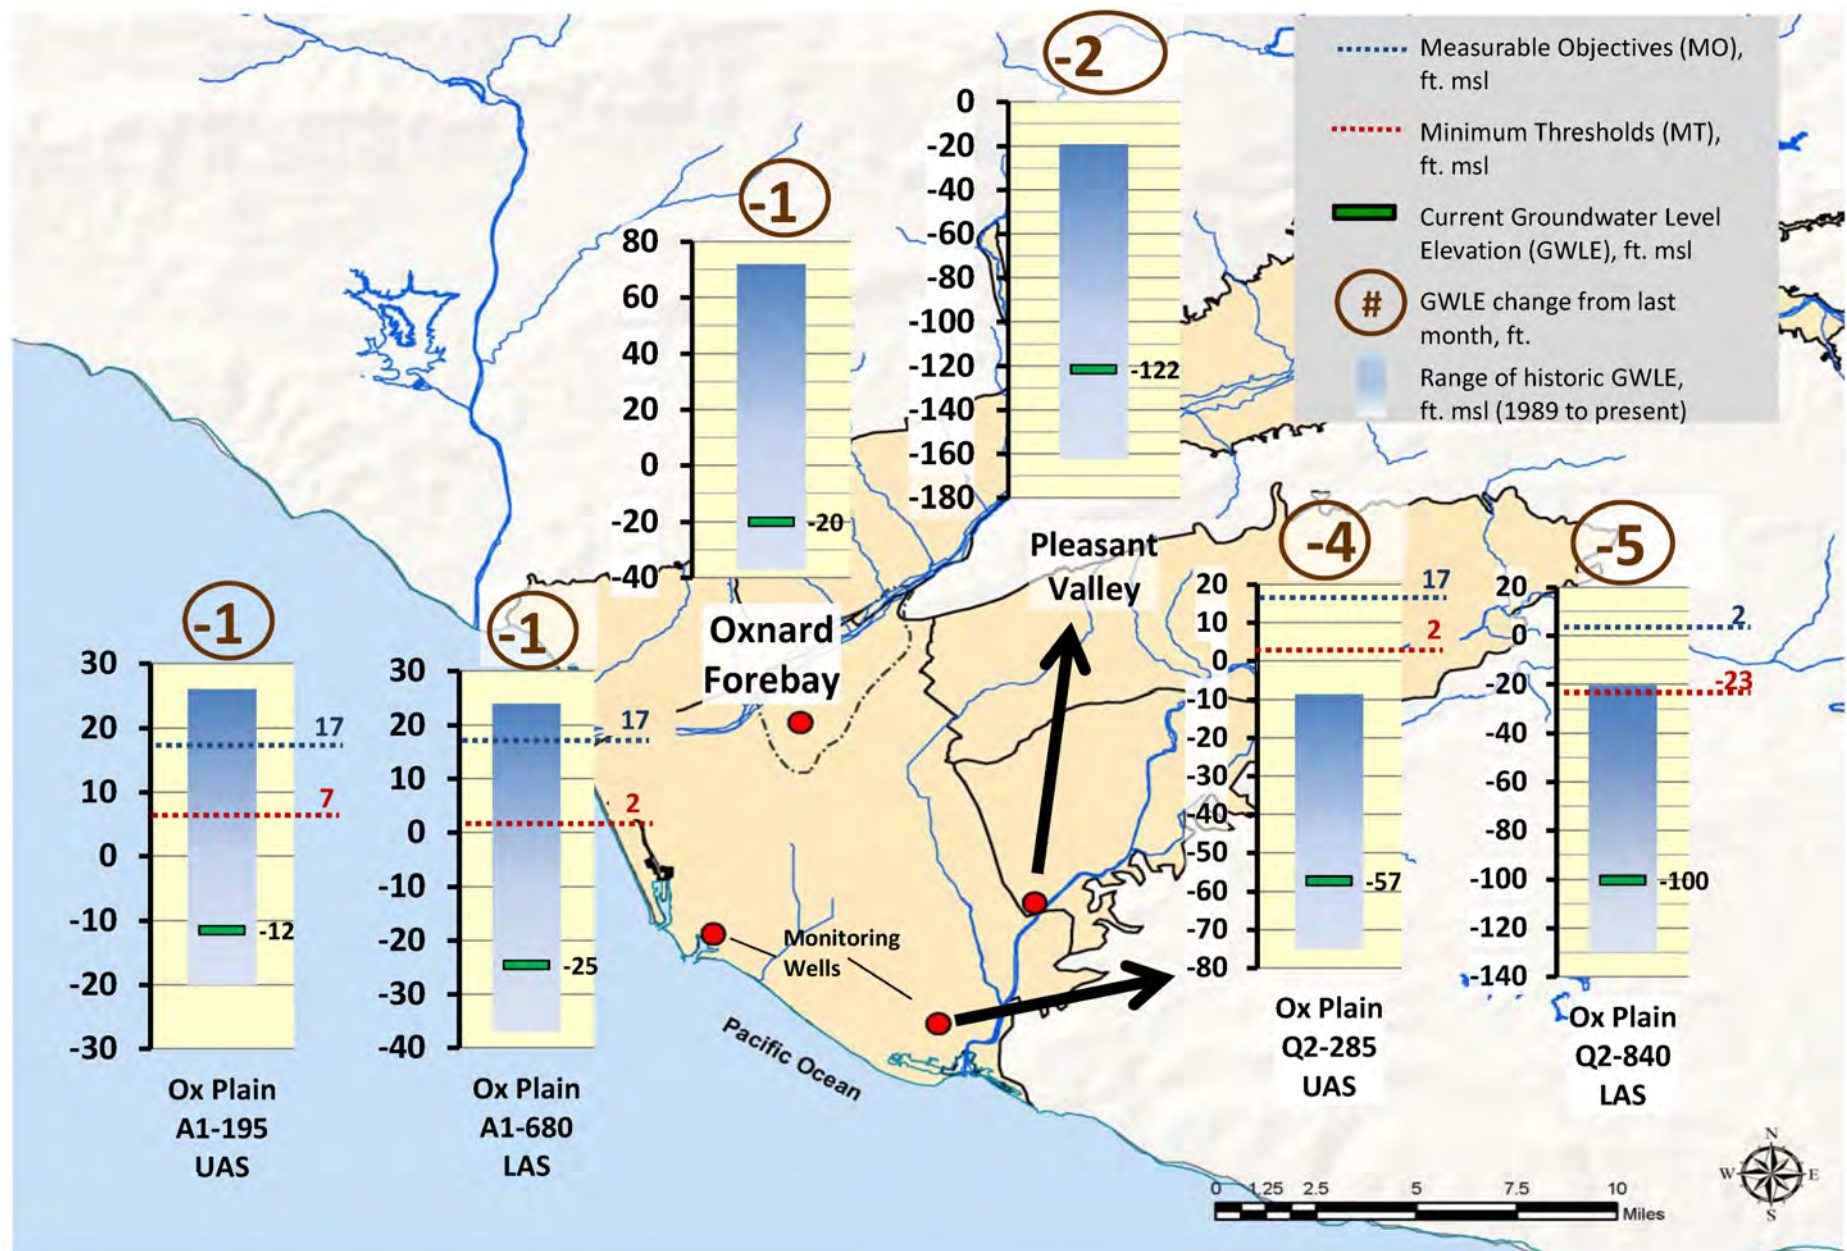 -2
0
-20
-40
-60
-80
-100
-120
-140
-160
-180
-122
Pleasant
Valley
Measurable Objectives (MO),
ft. msl
Minimum Thresholds (MT),
ft. msl
Current Groundwater Level
Elevation (GWLE), ft. msl
#
GWLE change from last
month, ft.
Range of historic GWLE,
ft. msl (1989 to present)
-1
80
60
40
20
0
-20
-40
-20
Oxnard
Forebay
-1
30
20
10
0
-10
-20
-30
17
7
-12
Ox Plain
A1-195
UAS
-1
30
20
10
0
-10
-20
-30
-40
17
2
-25
Ox Plain
A1-680
LAS
Monitoring
Wells
Pacific Ocean
-4
20
10
0
-10
-20
-30
-40
-50
-60
-70
-80
17
2
-57
Ox Plain
Q2-285
UAS
-5
20
0
-20
-40
-60
-80
-100
-120
-140
2
-23
-100
Ox Plain
Q2-840
LAS
N
W E
S
0 1.25 2.5 5 7.5 10
Miles